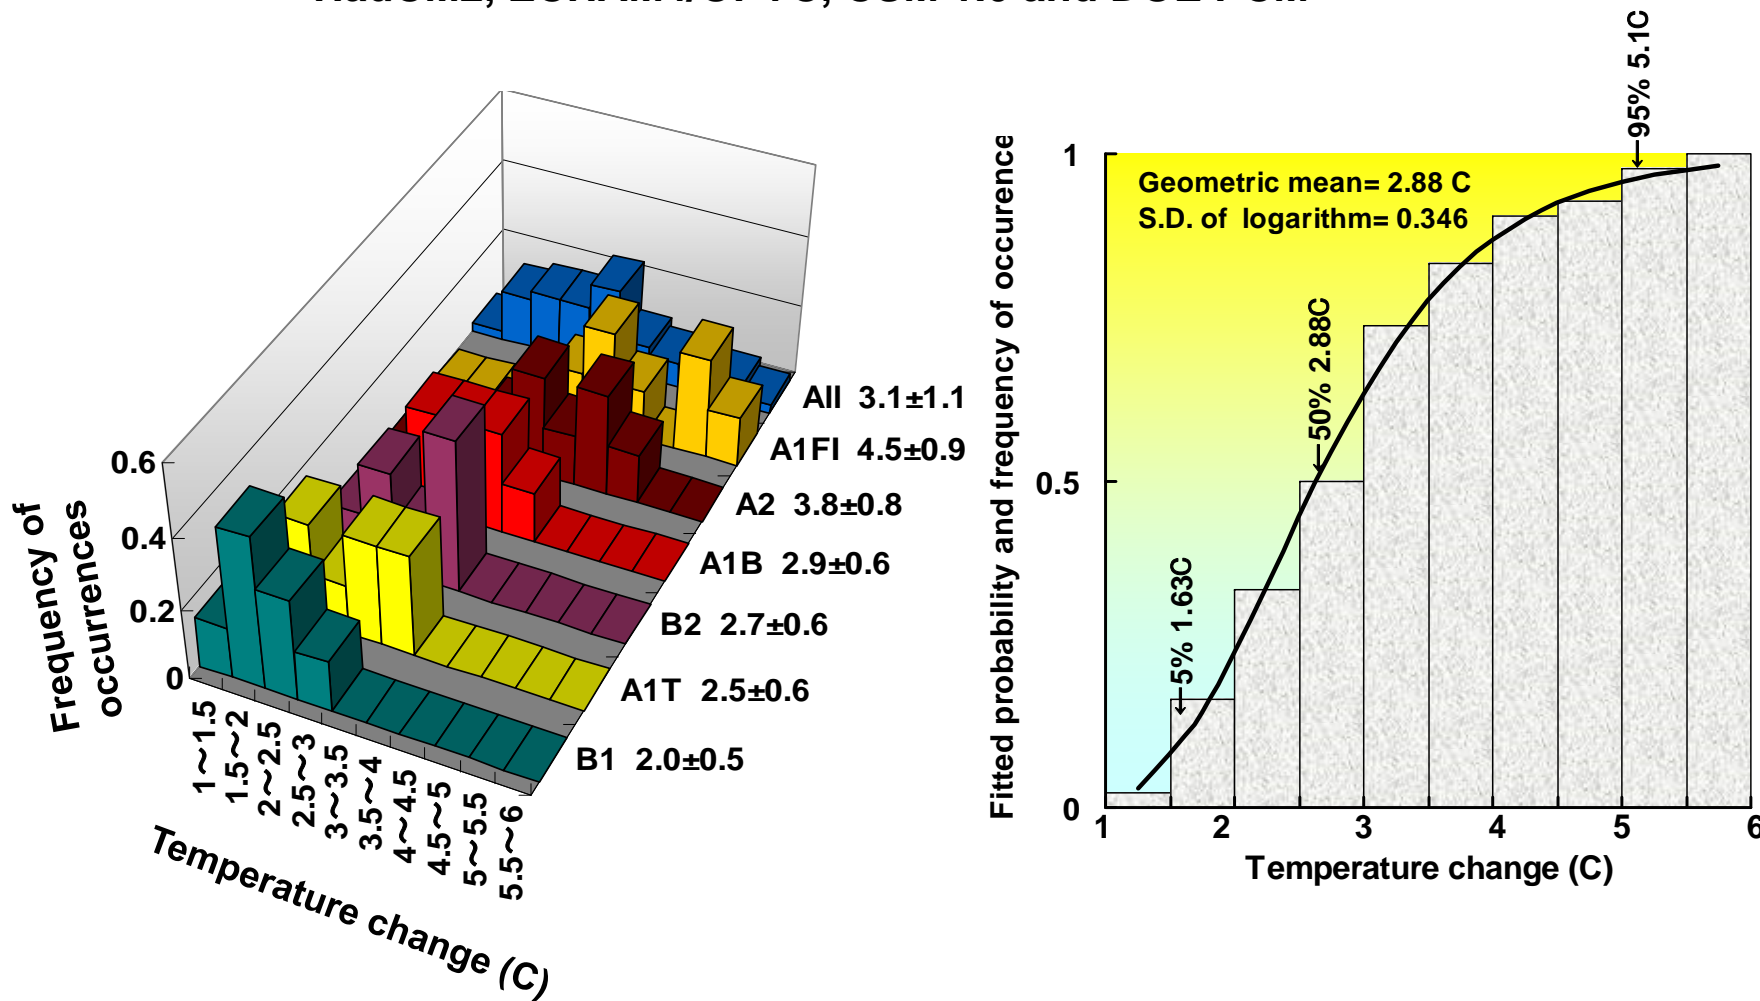 0.6
0.4
0.2
0
Frequency of
occurrences
1～1.5
1.5～2
2～2.5
2.5～3
3～3.5
3.5～4
4～4.5
4.5～5
5～5.5
5.5～6
Temperature change (C)
All 3.1±1.1
A1FI 4.5±0.9
A2 3.8±0.8
A1B 2.9±0.6
B2 2.7±0.6
A1T 2.5±0.6
B1 2.0±0.5
Fitted probability and frequency of occurence
1
0.5
0
Geometric mean= 2.88 C
S.D. of logarithm= 0.346
5% 1.63C
50% 2.88C
95% 5.1C
1
2
3
4
5
6
Temperature change (C)